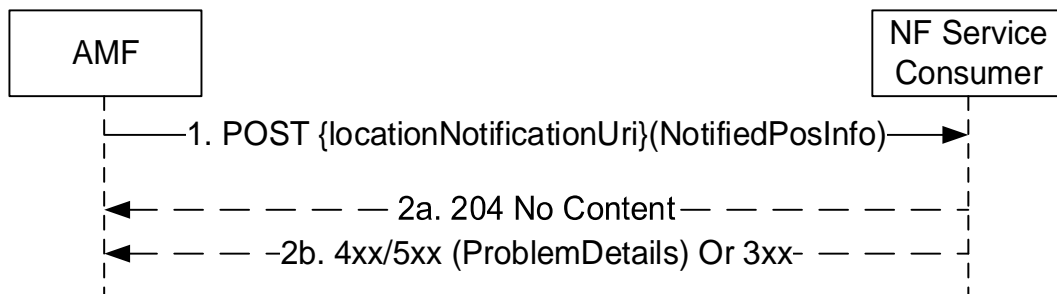 AMF
NF Service
Consumer
1. POST {locationNotificationUri}(NotifiedPosInfo)
2a. 204 No Content
2b. 4xx/5xx (ProblemDetails) Or 3xx